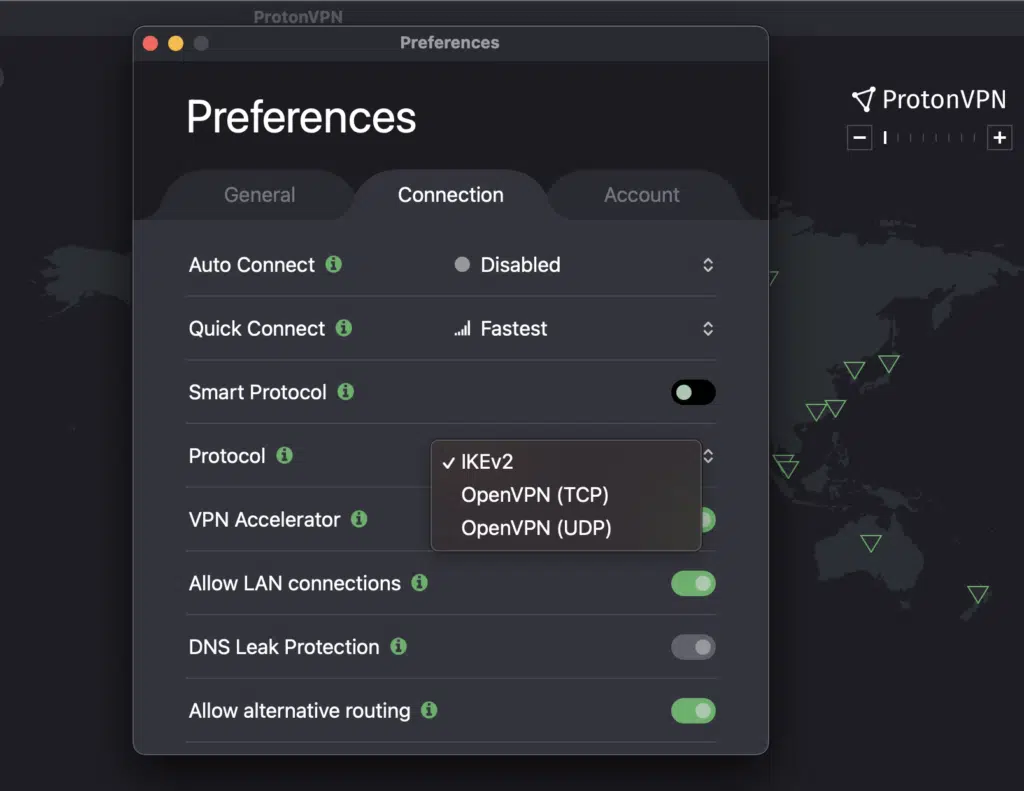 ProtonVPN
Preferences
Preferences
ProtonVPN
General
Connection
Account
Auto Connect
Disabled
Quick Connect
Fastest
Smart Protocol
Protocol
✓ IKEv2
OpenVPN (TCP)
OpenVPN (UDP)
VPN Accelerator
Allow LAN connections
DNS Leak Protection
Allow alternative routing